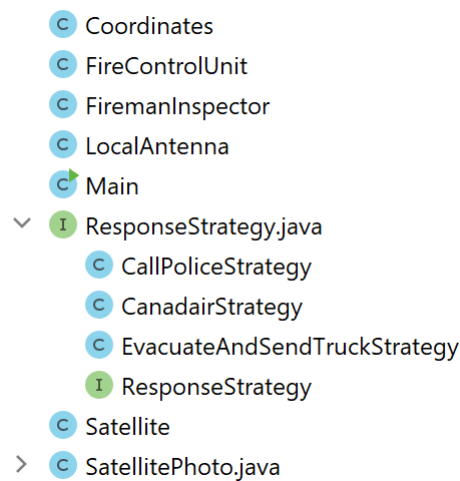 C Coordinates
C FireControlUnit
C FiremanInspector
C LocalAntenna
C Main
I ResponseStrategy.java
C CallPoliceStrategy
C CanadairStrategy
C EvacuateAndSendTruckStrategy
I ResponseStrategy
C Satellite
C SatellitePhoto.java